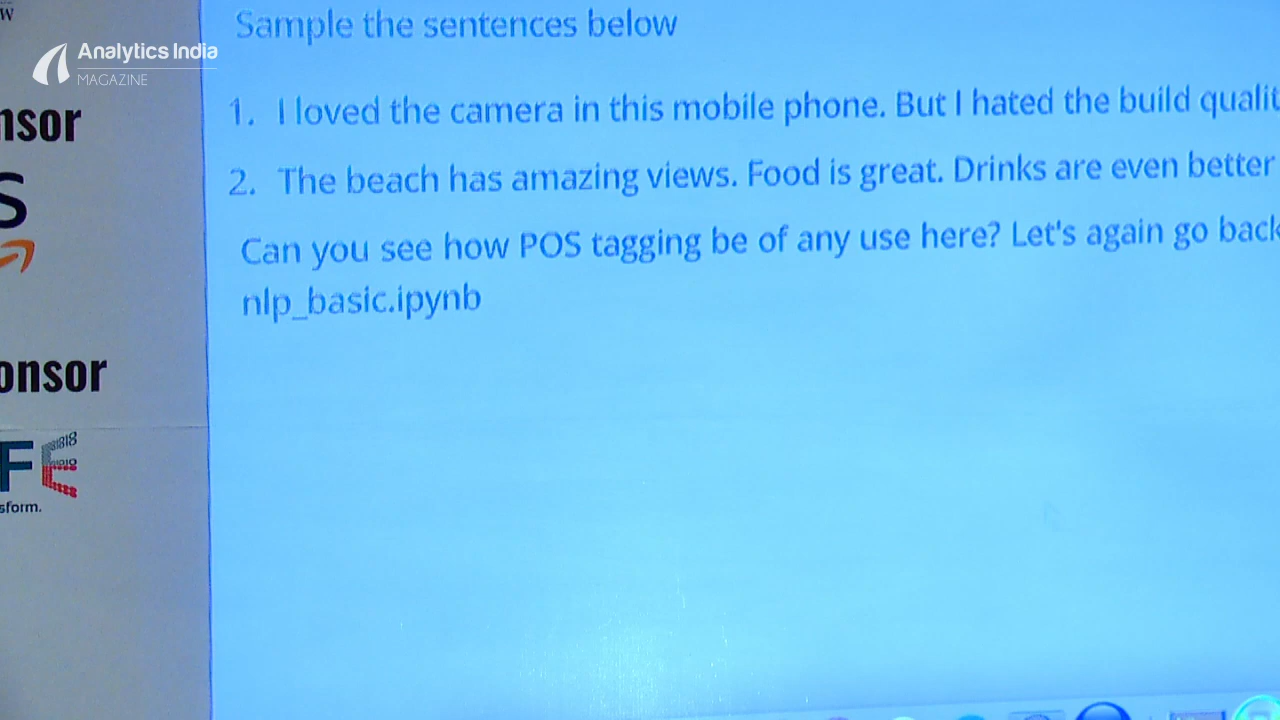 W
Analytics India
MAGAZINE
nsor
S
onsor
FE
sform.
Sample the sentences below
1. I loved the camera in this mobile phone. But I hated the build qualit
2. The beach has amazing views. Food is great. Drinks are even better
Can you see how POS tagging be of any use here? Let's again go back
nlp_basic.ipynb